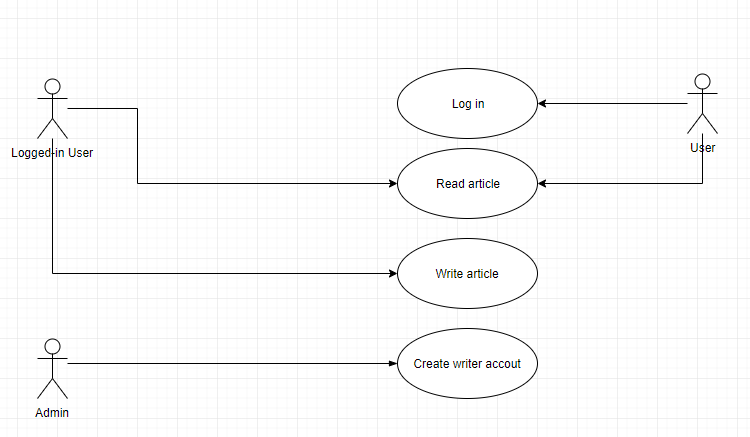 Log in
Logged-in User
User
Read article
Write article
Create writer accout
Admin